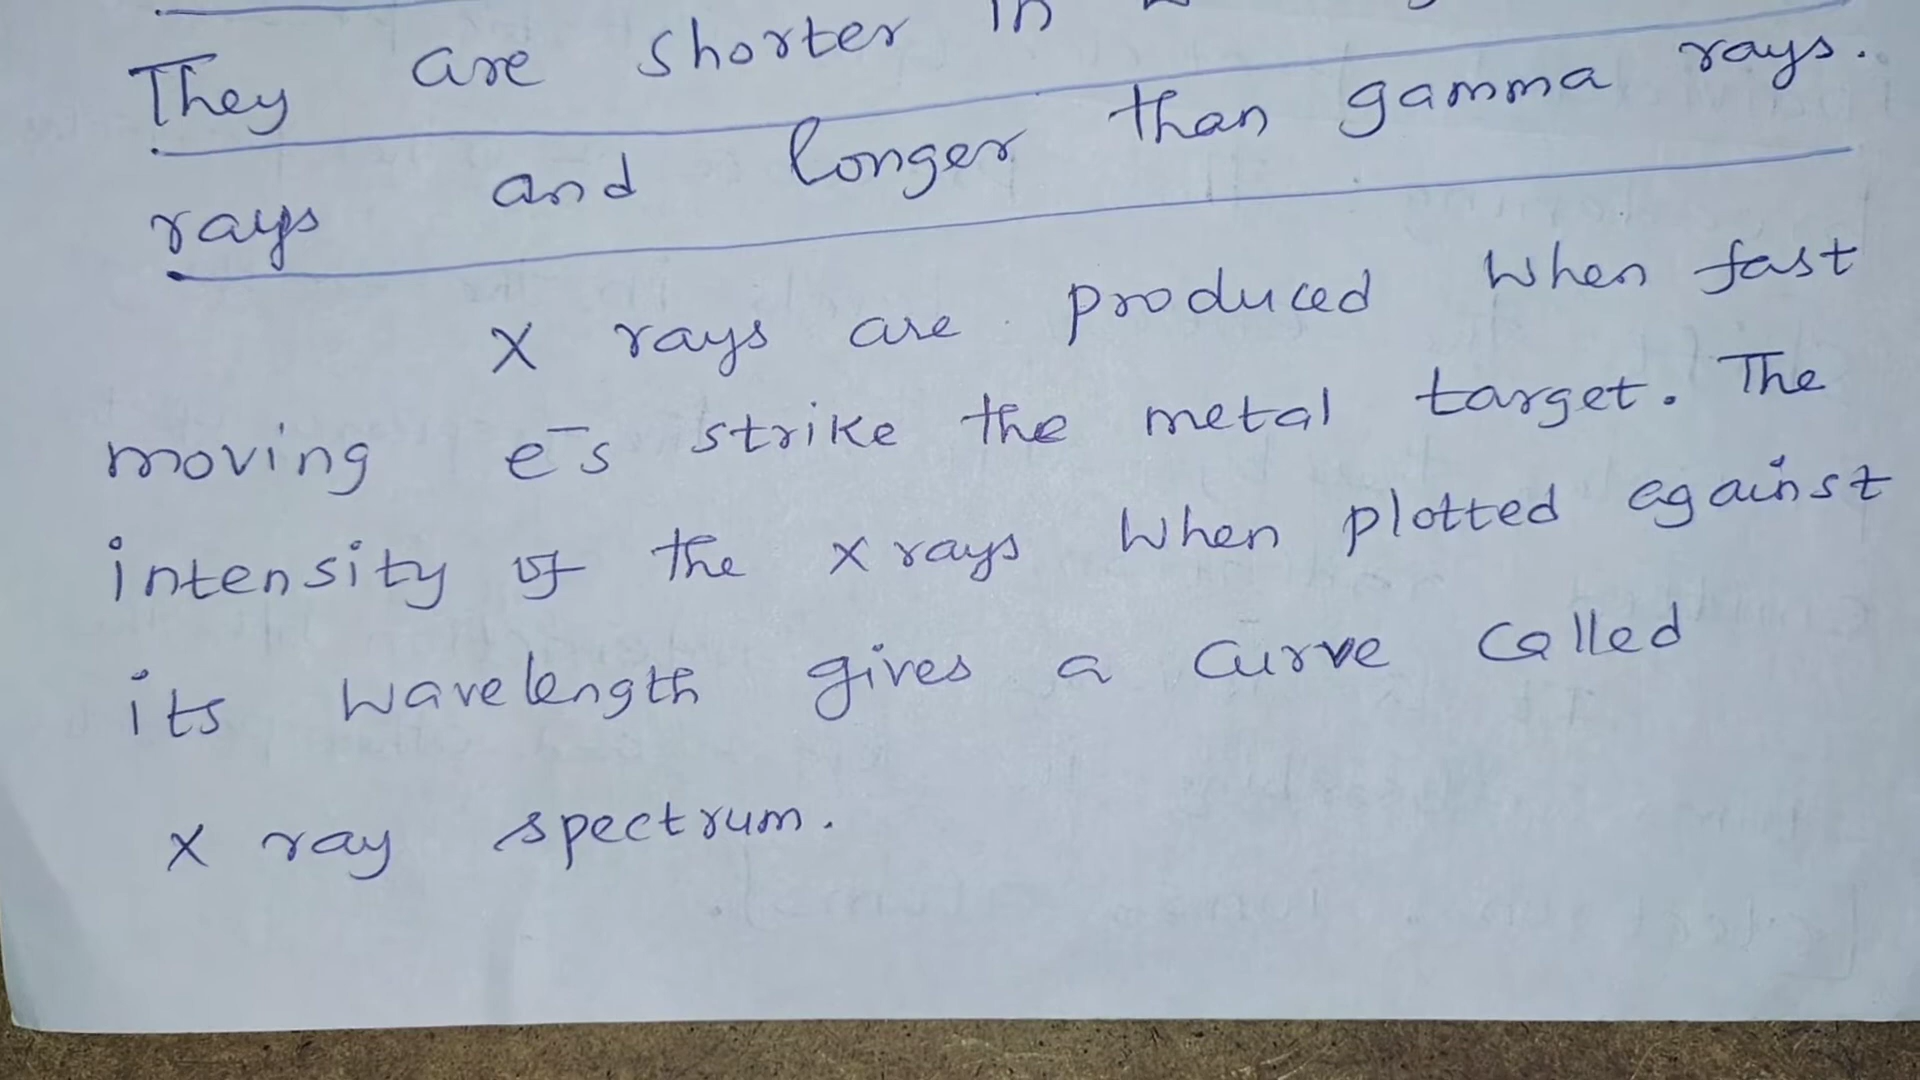 They are shorter in
rays and longer than gamma rays.
X rays are produced when fast
moving e⁻s strike the metal target. The
intensity of the x rays when plotted against
its wavelength gives a curve called
x ray spectrum.